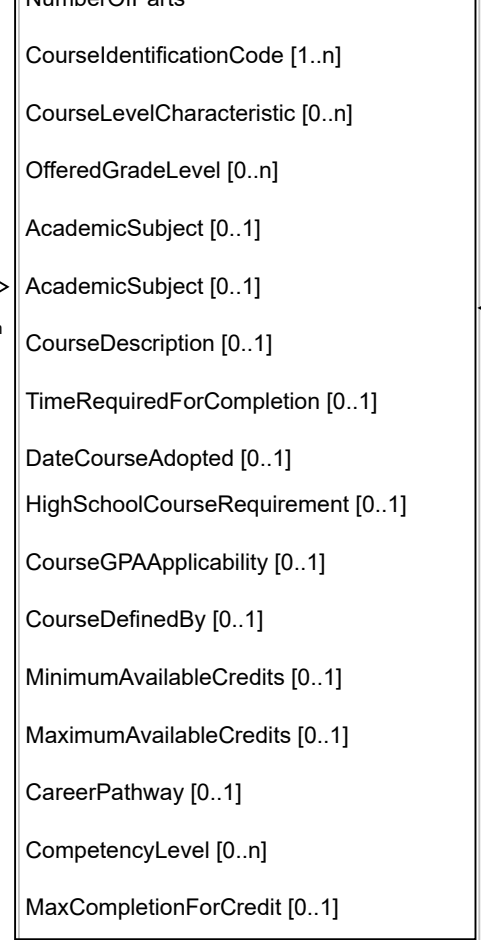 NumberOfParts
CourseIdentificationCode [1..n]
CourseLevelCharacteristic [0..n]
OfferedGradeLevel [0..n]
AcademicSubject [0..1]
AcademicSubject [0..1]
CourseDescription [0..1]
TimeRequiredForCompletion [0..1]
DateCourseAdopted [0..1]
HighSchoolCourseRequirement [0..1]
CourseGPAApplicability [0..1]
CourseDefinedBy [0..1]
MinimumAvailableCredits [0..1]
MaximumAvailableCredits [0..1]
CareerPathway [0..1]
CompetencyLevel [0..n]
MaxCompletionForCredit [0..1]